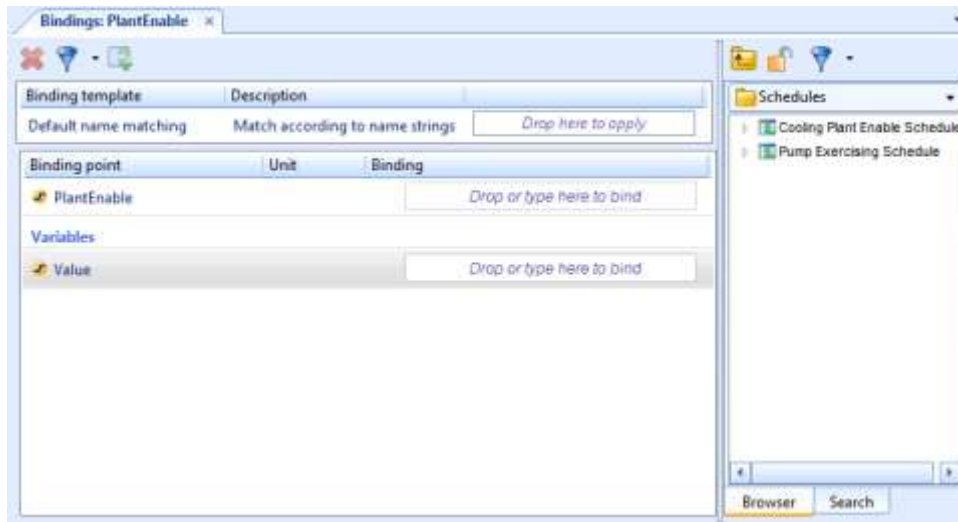 Bindings: PlantEnable
Binding template Description
Default name matching Match according to name strings Drop here to apply
Binding point Unit Binding
PlantEnable Drop or type here to bind
Variables
Value Drop or type here to bind
Schedules
Cooling Plant Enable Schedule
Pump Exercising Schedule
Browser Search